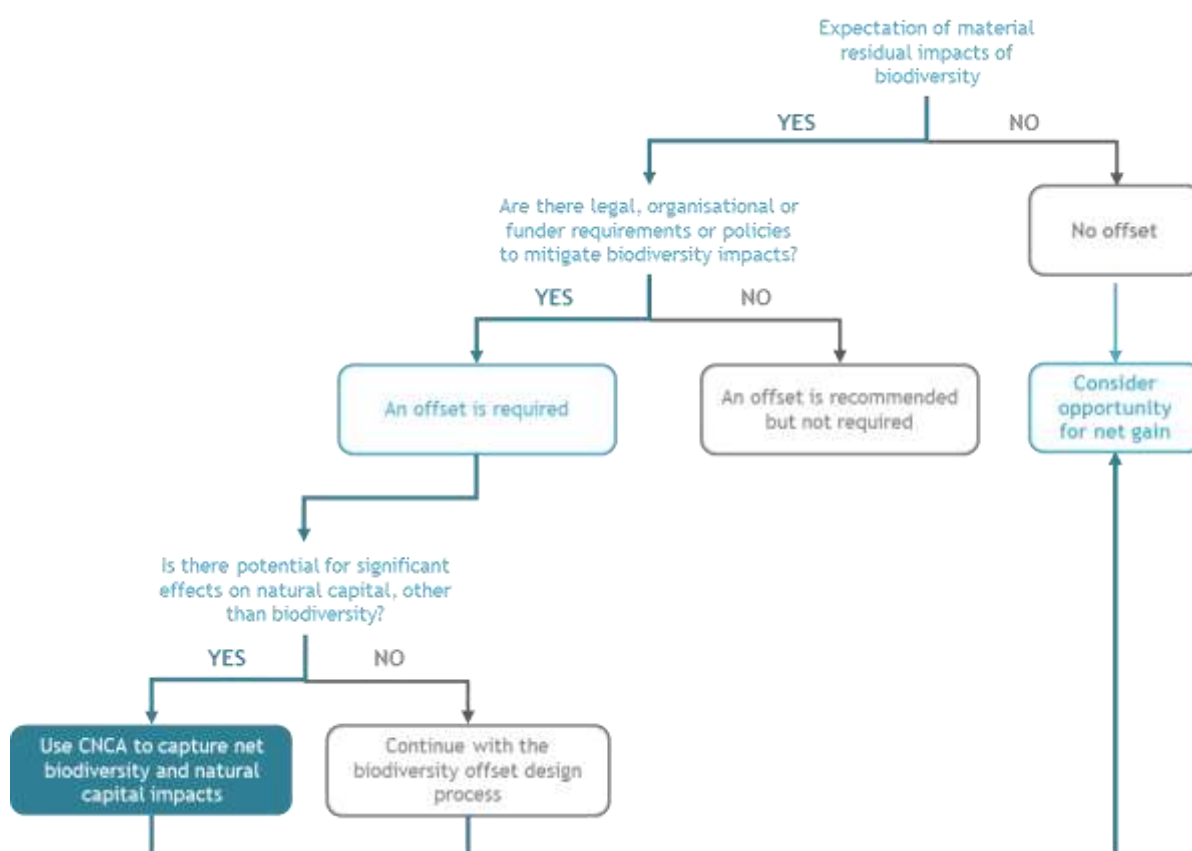 Expectation of material
residual impacts of
biodiversity
YES
NO
Are there legal, organisational or
funder requirements or policies
to mitigate biodiversity impacts?
No offset
YES
NO
An offset is required
An offset is recommended
but not required
Consider
opportunity
for net gain
Is there potential for significant
effects on natural capital, other
than biodiversity?
YES
NO
Use CNCA to capture net
biodiversity and natural
capital impacts
Continue with the
biodiversity offset design
process